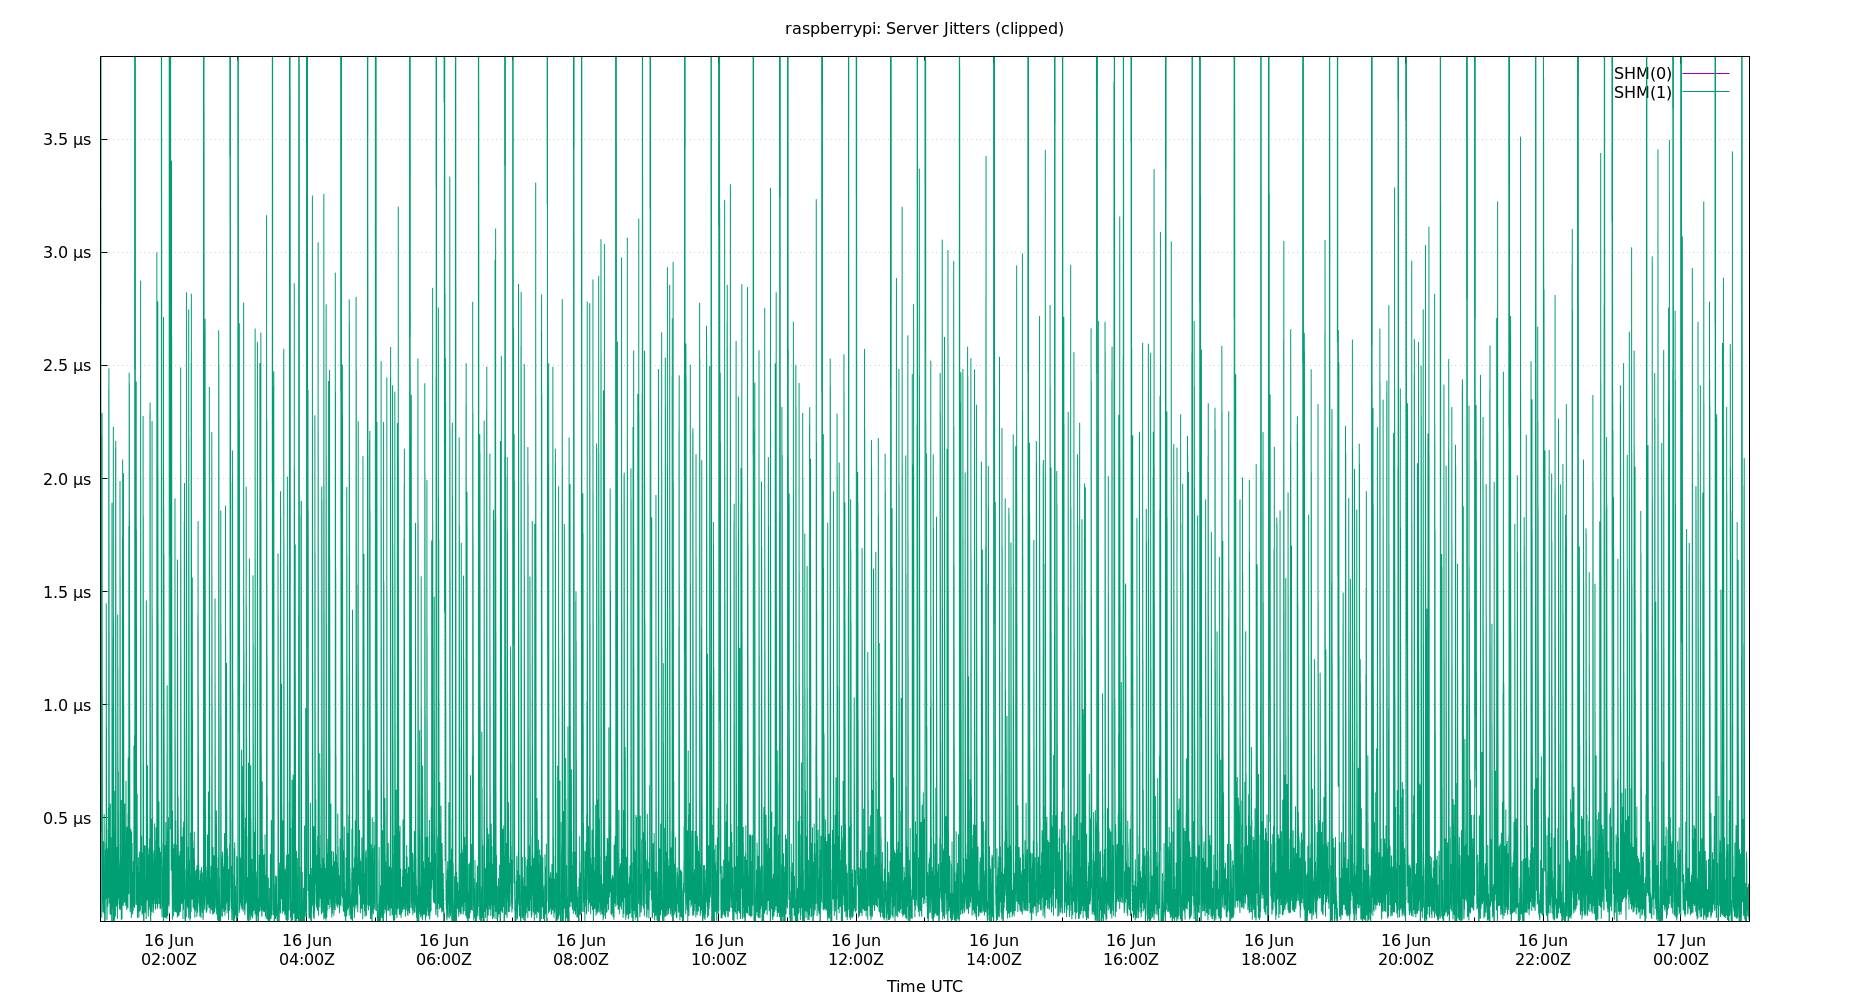 raspberrypi: Server Jitters (clipped)
SHM(0)
SHM(1)
3.5 µs
3.0 µs
2.5 µs
2.0 µs
1.5 µs
1.0 µs
0.5 µs
16 Jun 16 Jun 16 Jun 16 Jun 16 Jun 16 Jun 16 Jun 16 Jun 16 Jun 16 Jun 16 Jun 17 Jun
02:00Z 04:00Z 06:00Z 08:00Z 10:00Z 12:00Z 14:00Z 16:00Z 18:00Z 20:00Z 22:00Z 00:00Z
Time UTC